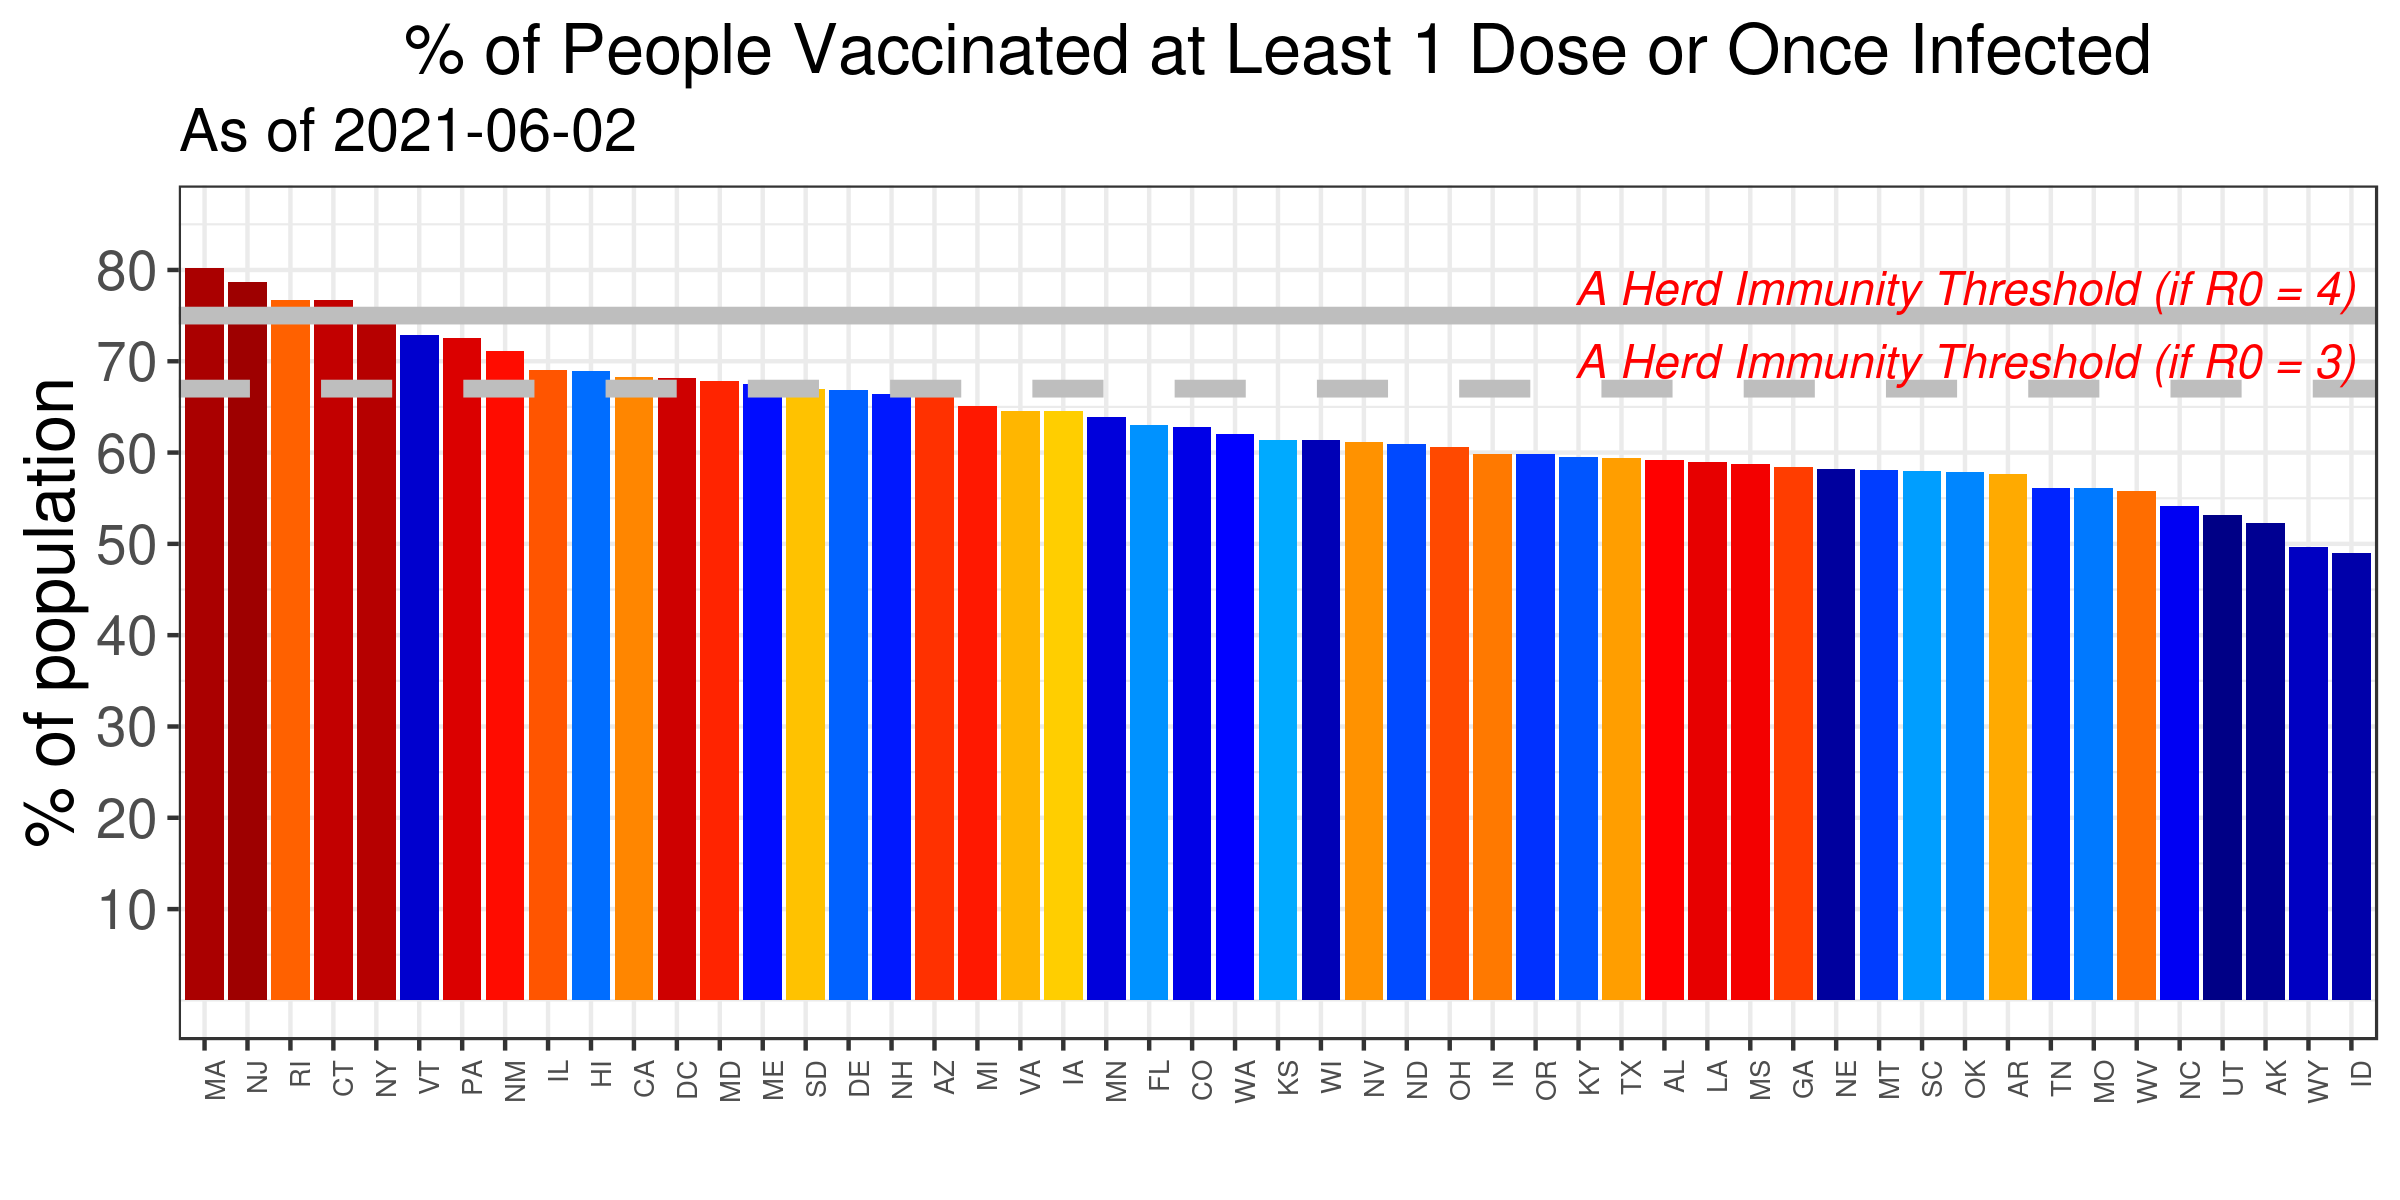 % of People Vaccinated at Least 1 Dose or Once Infected
As of 2021-06-02
% of population
80
70
60
50
40
30
20
10
A Herd Immunity Threshold (if R0 = 4)
A Herd Immunity Threshold (if R0 = 3)
MA NJ RI CT NY VT PA NM IL HI CA DC MD ME SD DE NH AZ MI VA IA MN FL CO WA KS WI NV ND OH IN OR KY TX AL LA MS GA NE MT SC OK AR TN MO WV NC UT AK WY ID